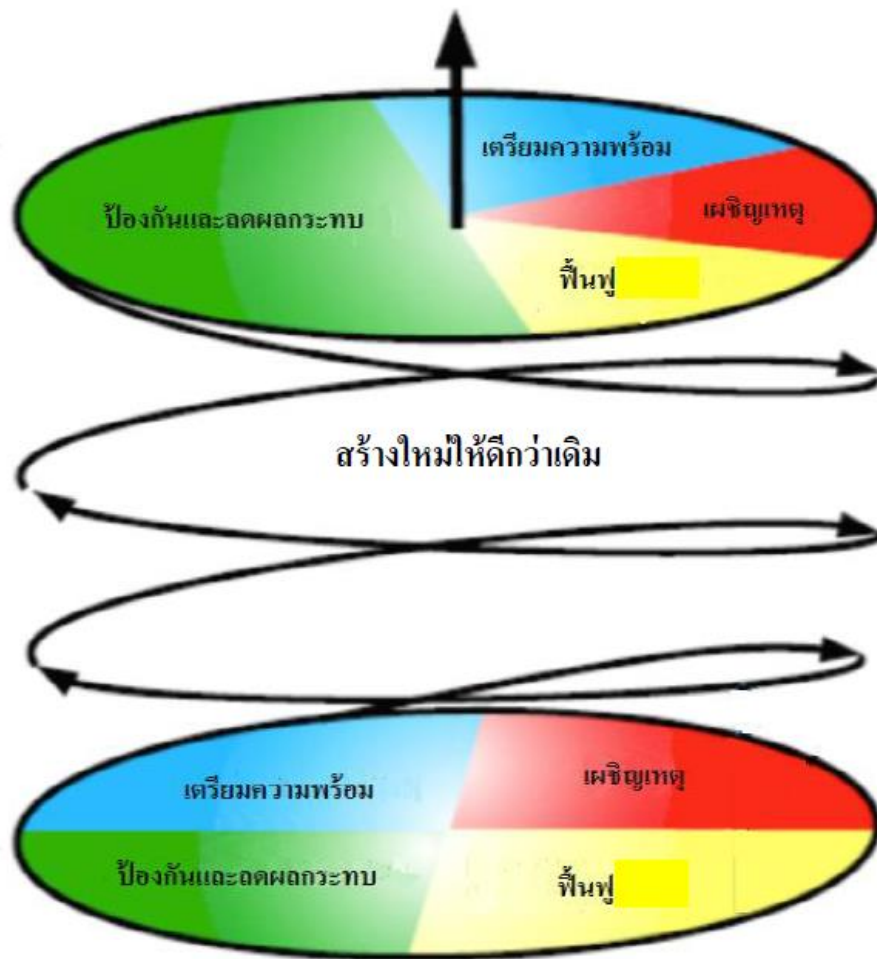 เตรียมความพร้อม
ป้องกันและลดผลกระทบ
เผชิญเหตุ
ฟื้นฟู
สร้างใหม่ให้ดีกว่าเดิม
เตรียมความพร้อม
เผชิญเหตุ
ป้องกันและลดผลกระทบ
ฟื้นฟู